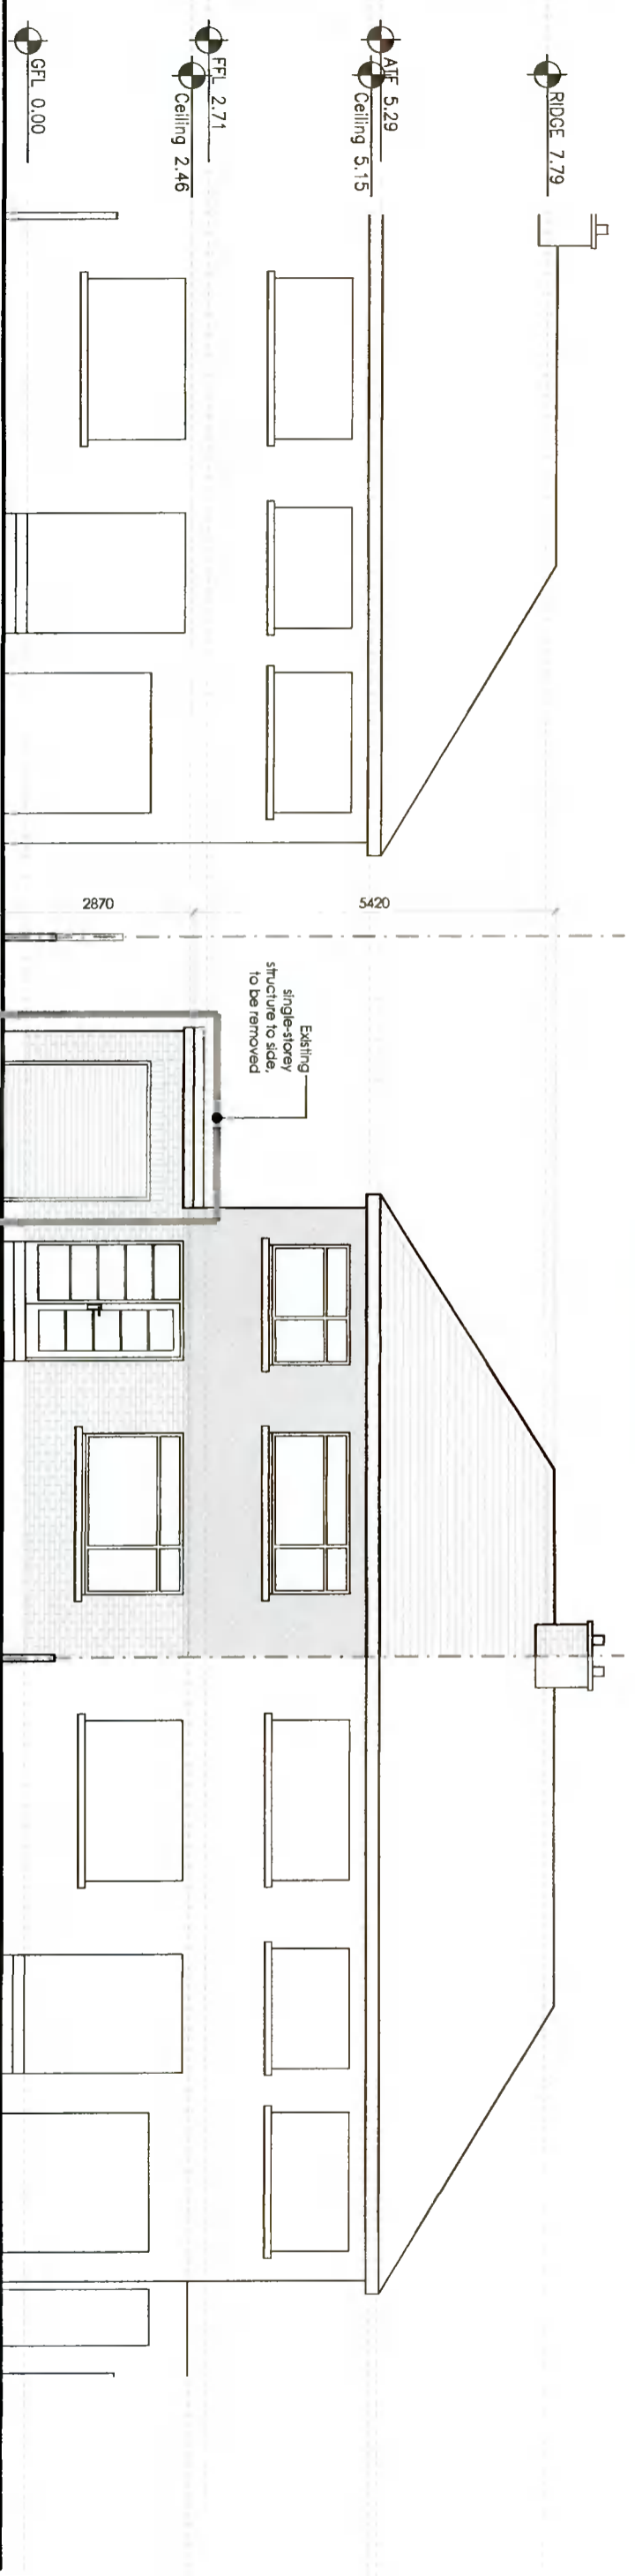 RIDGE 7.79
ATF 5.29
Ceiling 5.15
FFL 2.71
Ceiling 2.46
GFL 0.00
5420
2870
Existing
single-storey
structure to side,
to be removed